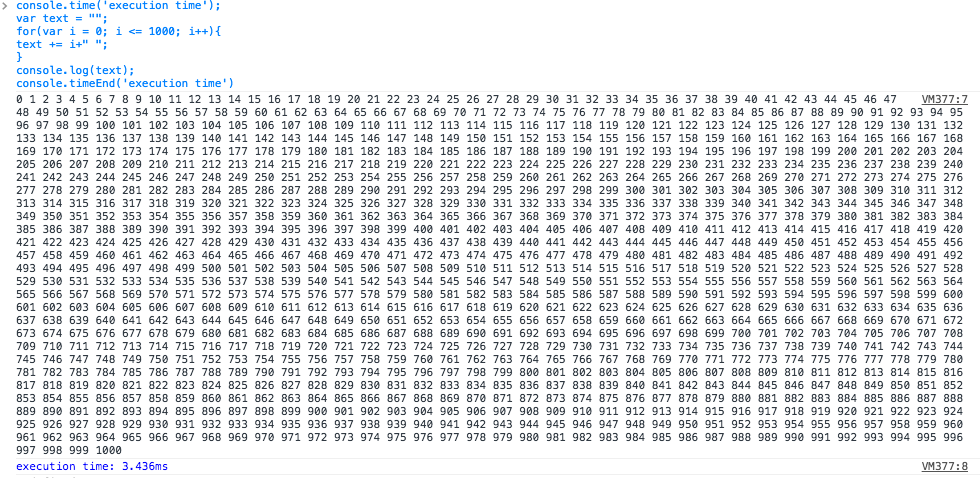 > console.time('execution time');
var text = "";
for(var i = 0; i <= 1000; i++){
text += i+" ";
}
console.log(text);
console.timeEnd('execution time')
0 1 2 3 4 5 6 7 8 9 10 11 12 13 14 15 16 17 18 19 20 21 22 23 24 25 26 27 28 29 30 31 32 33 34 35 36 37 38 39 40 41 42 43 44 45 46 47 VM377:7
48 49 50 51 52 53 54 55 56 57 58 59 60 61 62 63 64 65 66 67 68 69 70 71 72 73 74 75 76 77 78 79 80 81 82 83 84 85 86 87 88 89 90 91 92 93 94 95
96 97 98 99 100 101 102 103 104 105 106 107 108 109 110 111 112 113 114 115 116 117 118 119 120 121 122 123 124 125 126 127 128 129 130 131 132
133 134 135 136 137 138 139 140 141 142 143 144 145 146 147 148 149 150 151 152 153 154 155 156 157 158 159 160 161 162 163 164 165 166 167 168
169 170 171 172 173 174 175 176 177 178 179 180 181 182 183 184 185 186 187 188 189 190 191 192 193 194 195 196 197 198 199 200 201 202 203 204
205 206 207 208 209 210 211 212 213 214 215 216 217 218 219 220 221 222 223 224 225 226 227 228 229 230 231 232 233 234 235 236 237 238 239 240
241 242 243 244 245 246 247 248 249 250 251 252 253 254 255 256 257 258 259 260 261 262 263 264 265 266 267 268 269 270 271 272 273 274 275 276
277 278 279 280 281 282 283 284 285 286 287 288 289 290 291 292 293 294 295 296 297 298 299 300 301 302 303 304 305 306 307 308 309 310 311 312
313 314 315 316 317 318 319 320 321 322 323 324 325 326 327 328 329 330 331 332 333 334 335 336 337 338 339 340 341 342 343 344 345 346 347 348
349 350 351 352 353 354 355 356 357 358 359 360 361 362 363 364 365 366 367 368 369 370 371 372 373 374 375 376 377 378 379 380 381 382 383 384
385 386 387 388 389 390 391 392 393 394 395 396 397 398 399 400 401 402 403 404 405 406 407 408 409 410 411 412 413 414 415 416 417 418 419 420
421 422 423 424 425 426 427 428 429 430 431 432 433 434 435 436 437 438 439 440 441 442 443 444 445 446 447 448 449 450 451 452 453 454 455 456
457 458 459 460 461 462 463 464 465 466 467 468 469 470 471 472 473 474 475 476 477 478 479 480 481 482 483 484 485 486 487 488 489 490 491 492
493 494 495 496 497 498 499 500 501 502 503 504 505 506 507 508 509 510 511 512 513 514 515 516 517 518 519 520 521 522 523 524 525 526 527 528
529 530 531 532 533 534 535 536 537 538 539 540 541 542 543 544 545 546 547 548 549 550 551 552 553 554 555 556 557 558 559 560 561 562 563 564
565 566 567 568 569 570 571 572 573 574 575 576 577 578 579 580 581 582 583 584 585 586 587 588 589 590 591 592 593 594 595 596 597 598 599 600
601 602 603 604 605 606 607 608 609 610 611 612 613 614 615 616 617 618 619 620 621 622 623 624 625 626 627 628 629 630 631 632 633 634 635 636
637 638 639 640 641 642 643 644 645 646 647 648 649 650 651 652 653 654 655 656 657 658 659 660 661 662 663 664 665 666 667 668 669 670 671 672
673 674 675 676 677 678 679 680 681 682 683 684 685 686 687 688 689 690 691 692 693 694 695 696 697 698 699 700 701 702 703 704 705 706 707 708
709 710 711 712 713 714 715 716 717 718 719 720 721 722 723 724 725 726 727 728 729 730 731 732 733 734 735 736 737 738 739 740 741 742 743 744
745 746 747 748 749 750 751 752 753 754 755 756 757 758 759 760 761 762 763 764 765 766 767 768 769 770 771 772 773 774 775 776 777 778 779 780
781 782 783 784 785 786 787 788 789 790 791 792 793 794 795 796 797 798 799 800 801 802 803 804 805 806 807 808 809 810 811 812 813 814 815 816
817 818 819 820 821 822 823 824 825 826 827 828 829 830 831 832 833 834 835 836 837 838 839 840 841 842 843 844 845 846 847 848 849 850 851 852
853 854 855 856 857 858 859 860 861 862 863 864 865 866 867 868 869 870 871 872 873 874 875 876 877 878 879 880 881 882 883 884 885 886 887 888
889 890 891 892 893 894 895 896 897 898 899 900 901 902 903 904 905 906 907 908 909 910 911 912 913 914 915 916 917 918 919 920 921 922 923 924
925 926 927 928 929 930 931 932 933 934 935 936 937 938 939 940 941 942 943 944 945 946 947 948 949 950 951 952 953 954 955 956 957 958 959 960
961 962 963 964 965 966 967 968 969 970 971 972 973 974 975 976 977 978 979 980 981 982 983 984 985 986 987 988 989 990 991 992 993 994 995 996
997 998 999 1000
execution time: 3.436ms VM377:8